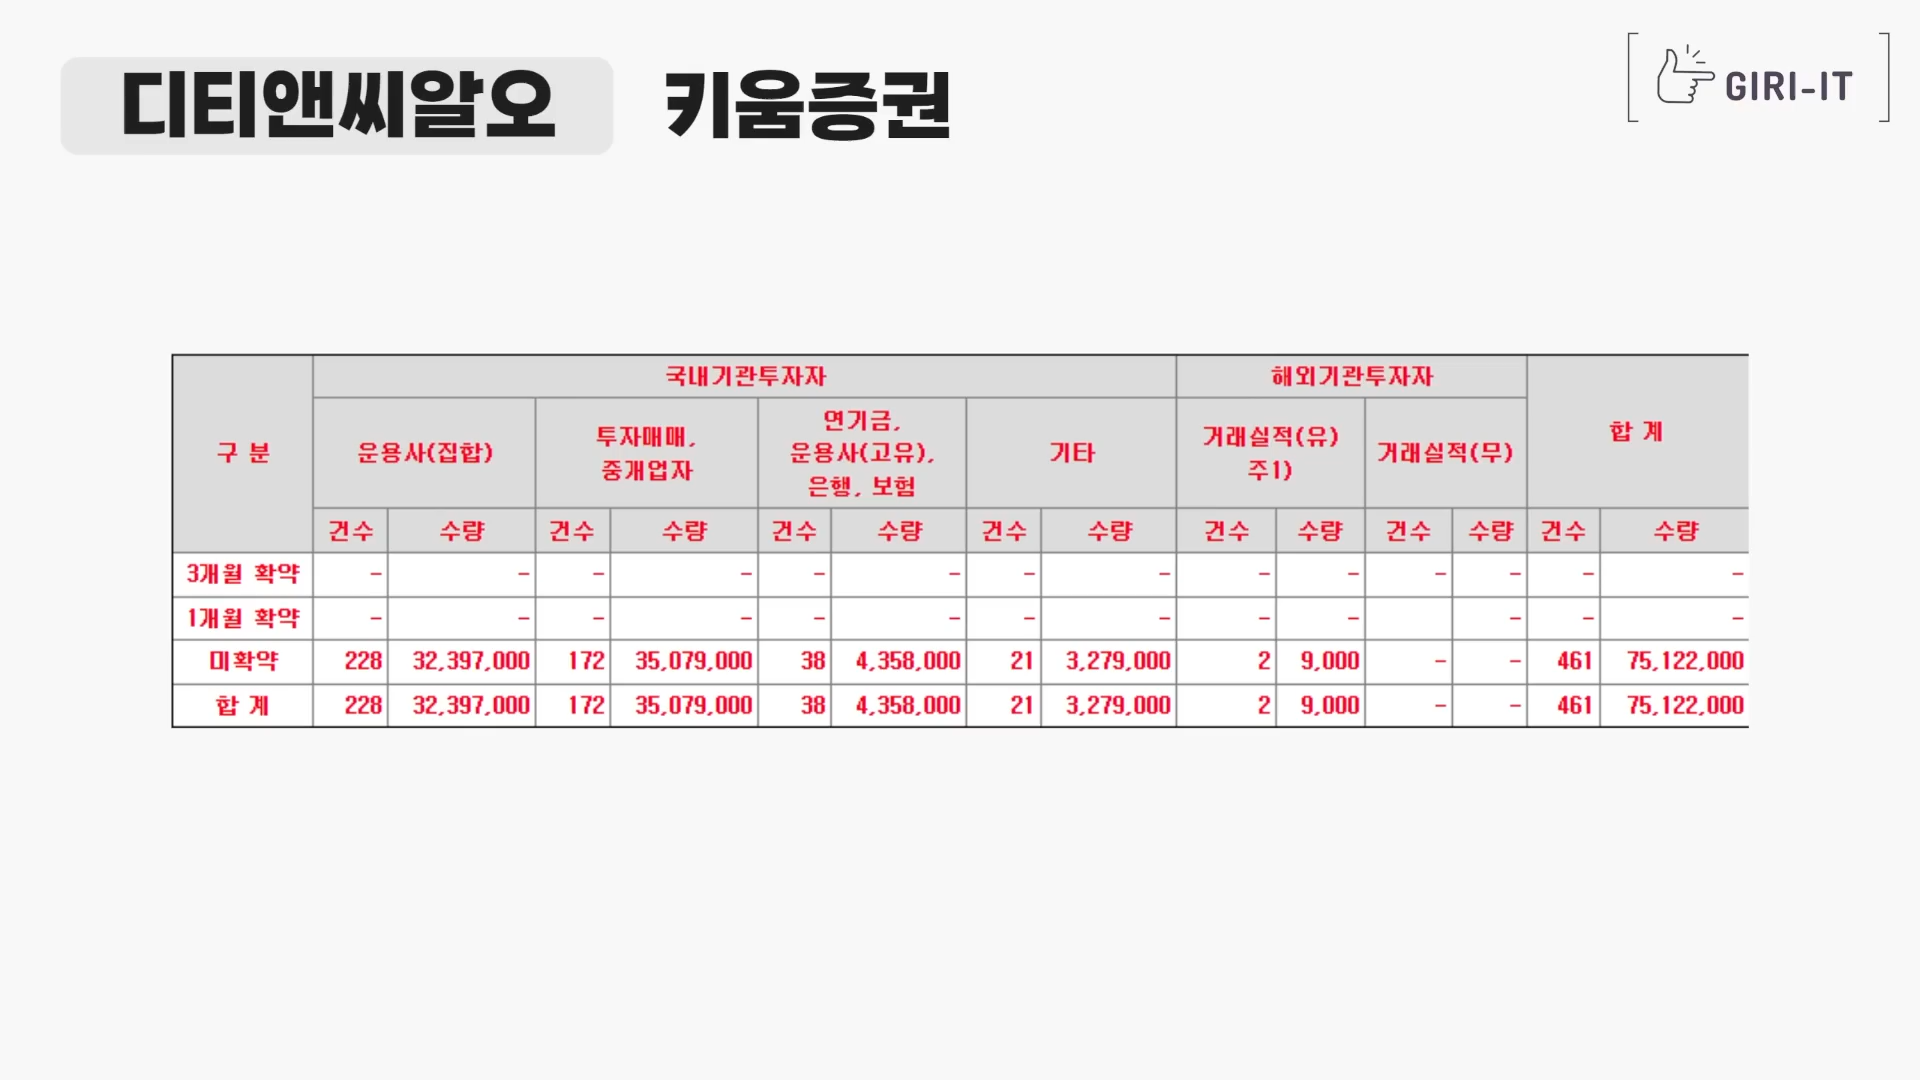 디티앤씨알오 키움증권
GIRI-IT
구 분 국내기관투자자 해외기관투자자 합 계
운용사(집합) 투자매매, 중개업자 연기금, 운용사(고유), 은행, 보험 기타 거래실적(유) 주1) 거래실적(무)
건수 수량 건수 수량 건수 수량 건수 수량 건수 수량 건수 수량 건수 수량
3개월 확약 - - - - - - - - - - - - - -
1개월 확약 - - - - - - - - - - - - -
미확약 228 32,397,000 172 35,079,000 38 4,358,000 21 3,279,000 2 9,000 - - 461 75,122,000
합 계 228 32,397,000 172 35,079,000 38 4,358,000 21 3,279,000 2 9,000 - - 461 75,122,000